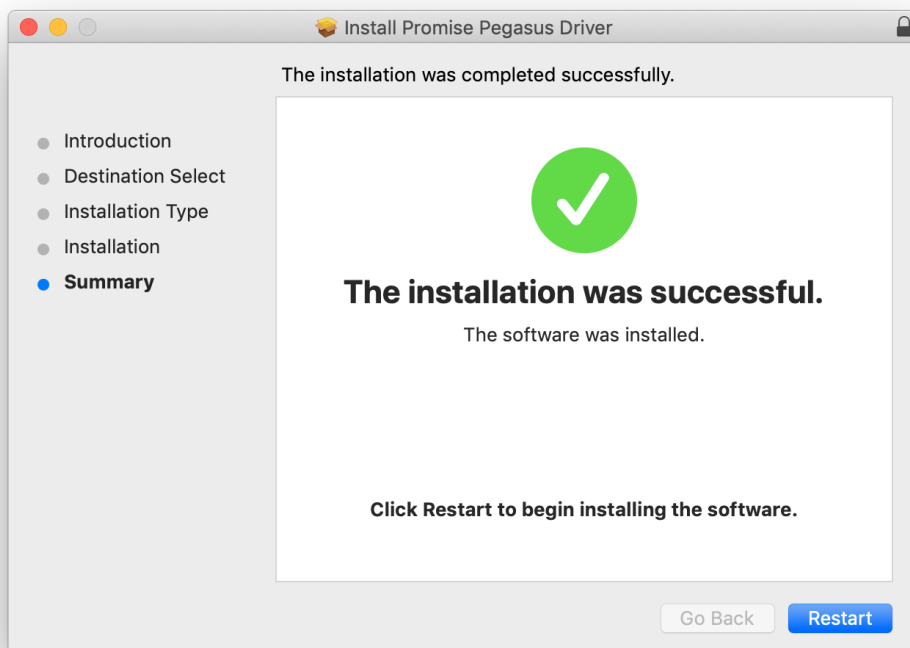 Install Promise Pegasus Driver
The installation was completed successfully.
Introduction
Destination Select
Installation Type
Installation
Summary
The installation was successful.
The software was installed.
Click Restart to begin installing the software.
Go Back
Restart